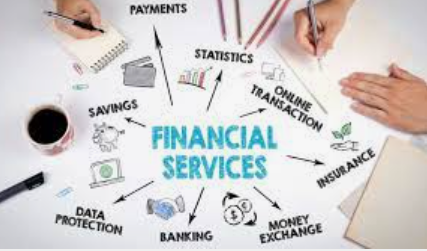 PAYMENTS
STATISTICS
ONLINE
TRANSACTION
SAVINGS
FINANCIAL
SERVICES
INSURANCE
DATA
PROTECTION
BANKING
MONEY
EXCHANGE